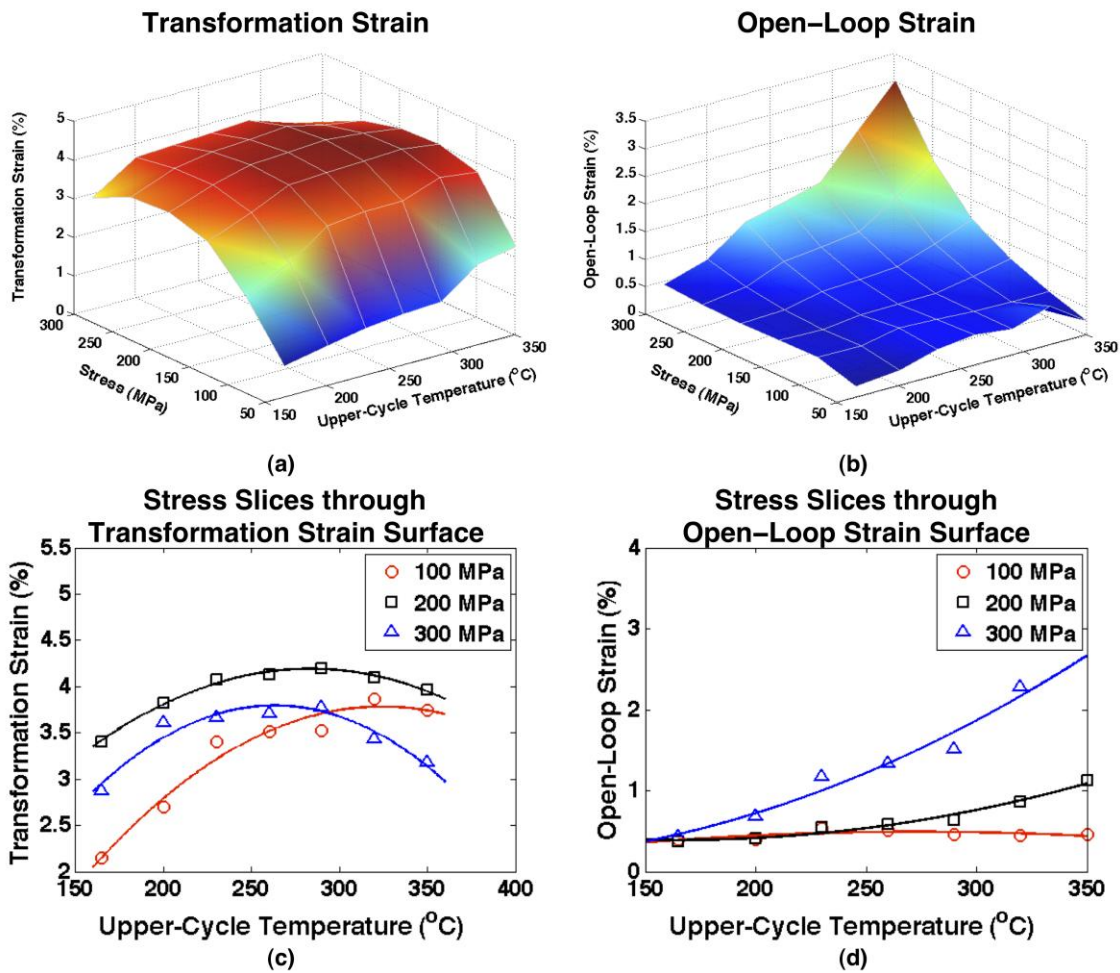 Transformation Strain
Open–Loop Strain
Transformation Strain (%)
5
4
3
2
1
0
300
250
200
150
100
50
Stress (MPa)
150
200
250
300
350
Upper-Cycle Temperature (°C)
(a)
Open-Loop Strain (%)
3.5
3
2.5
2
1.5
1
0.5
0
300
250
200
150
100
50
Stress (MPa)
150
200
250
300
350
Upper-Cycle Temperature (°C)
(b)
Stress Slices through
Transformation Strain Surface
Transformation Strain (%)
5.5
5
4.5
4
3.5
3
2.5
2
100 MPa
200 MPa
300 MPa
150 200 250 300 350 400
Upper-Cycle Temperature (°C)
(c)
Stress Slices through
Open–Loop Strain Surface
Open-Loop Strain (%)
4
3
2
1
0
100 MPa
200 MPa
300 MPa
150 200 250 300 350
Upper-Cycle Temperature (°C)
(d)